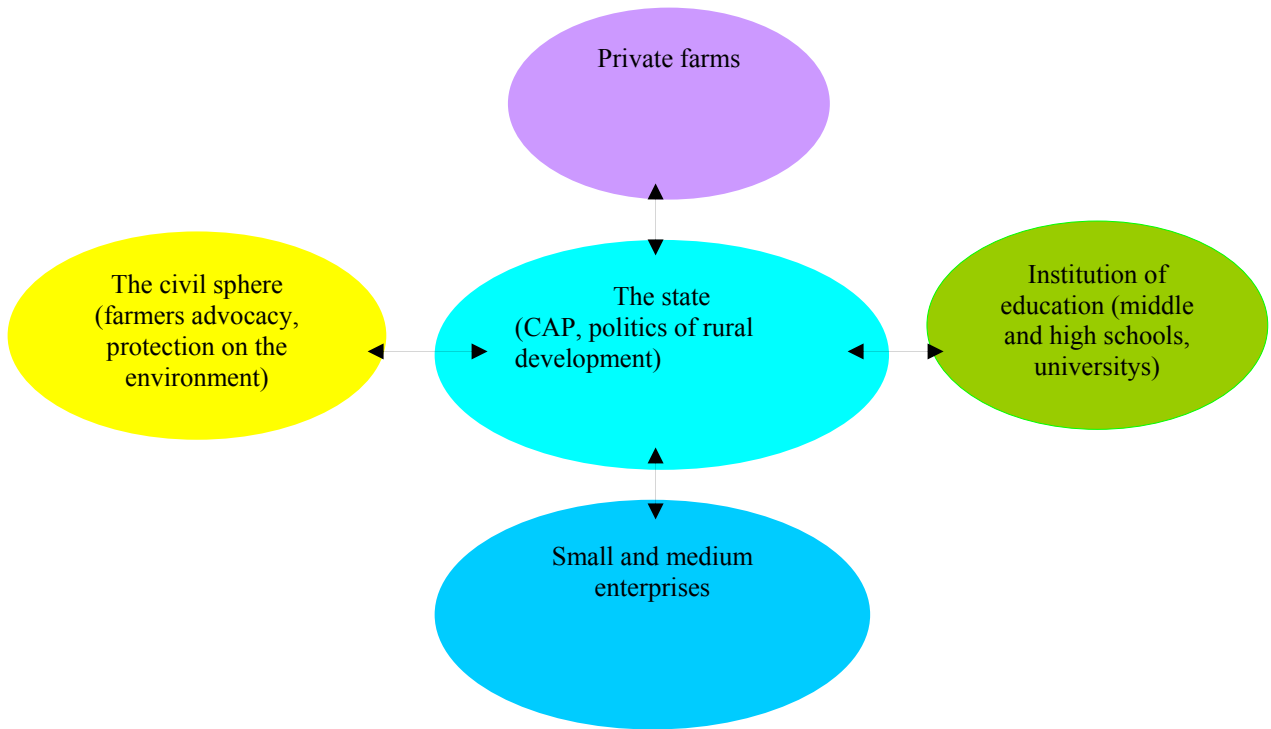 Private farms
The civil sphere
(farmers advocacy,
protection on the
environment)
The state
(CAP, politics of rural
development)
Institution of
education (middle
and high schools,
universitys)
Small and medium
enterprises